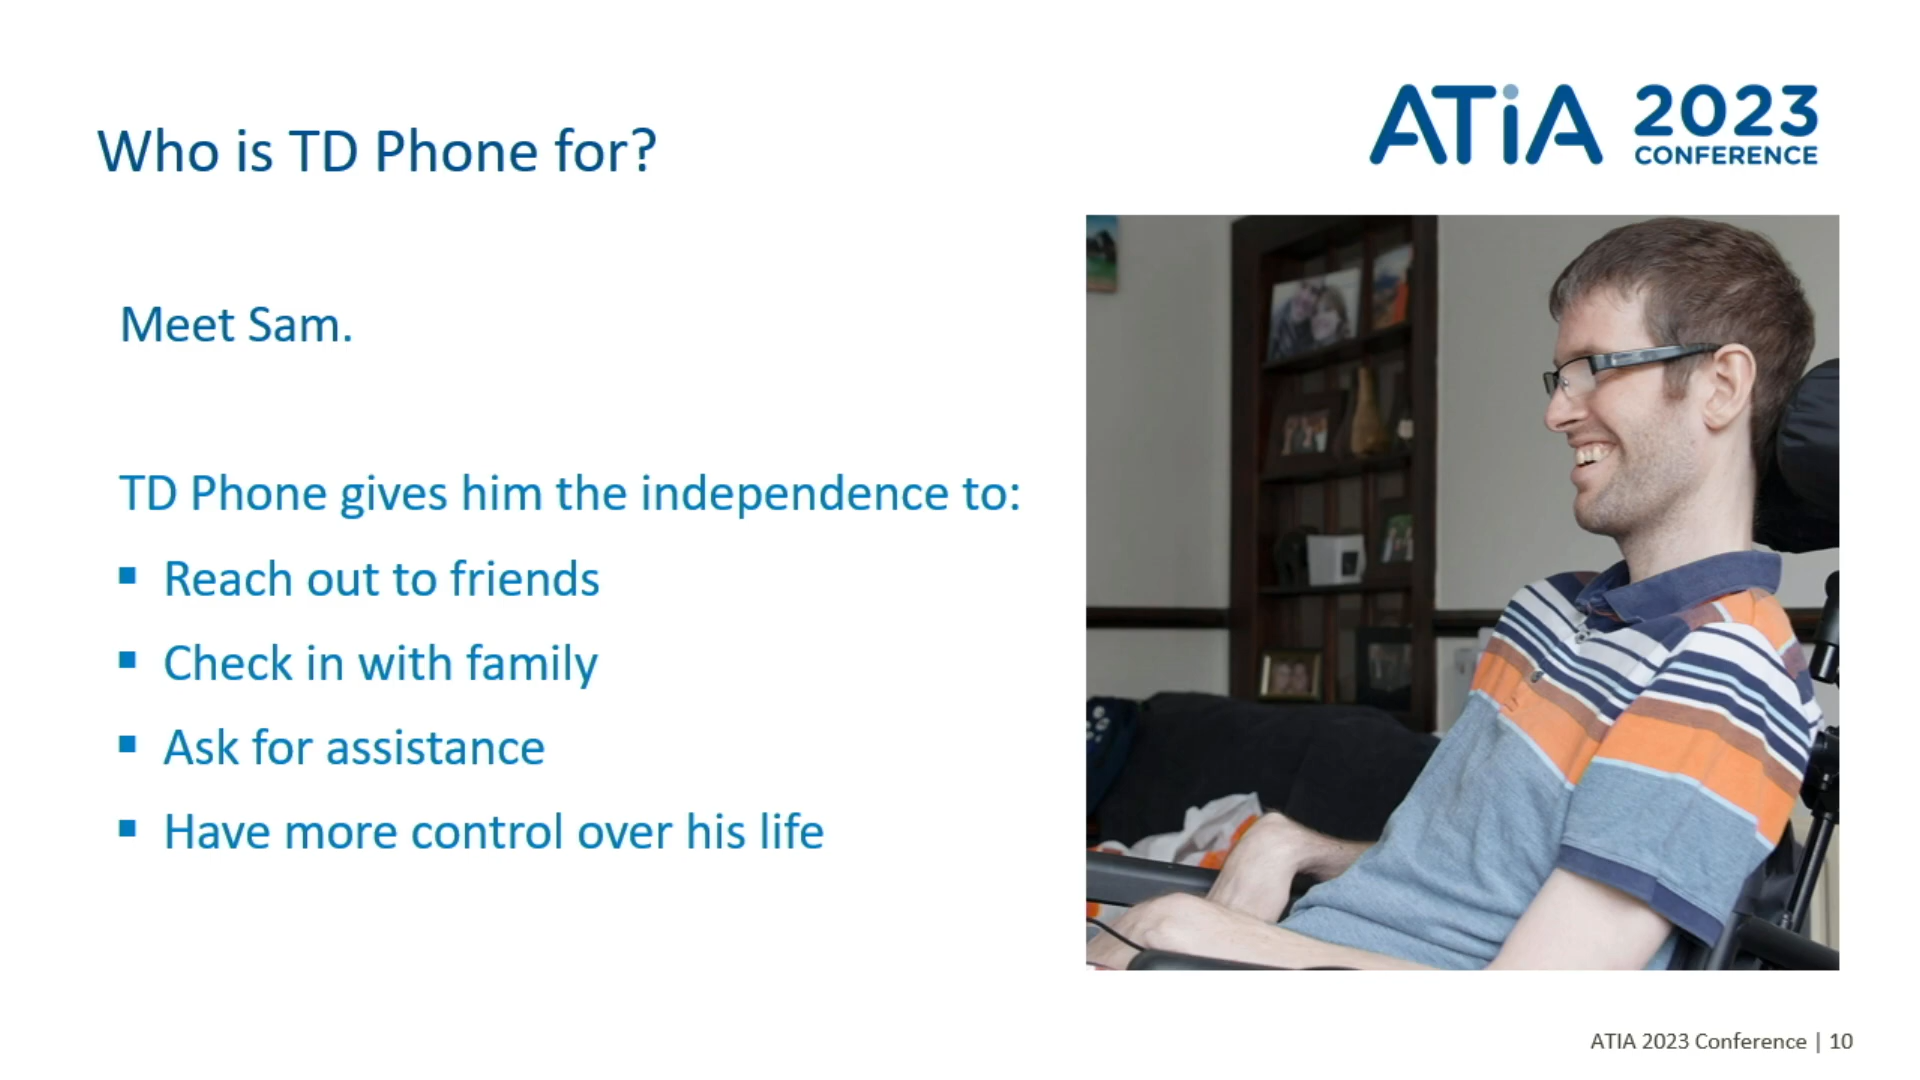 Who is TD Phone for?
ATiA 2023
CONFERENCE
Meet Sam.
TD Phone gives him the independence to:
▪ Reach out to friends
▪ Check in with family
▪ Ask for assistance
▪ Have more control over his life
ATIA 2023 Conference | 10